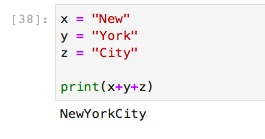 [38]: x = "New"
y = "York"
z = "City"
print(x+y+z)
NewYorkCity